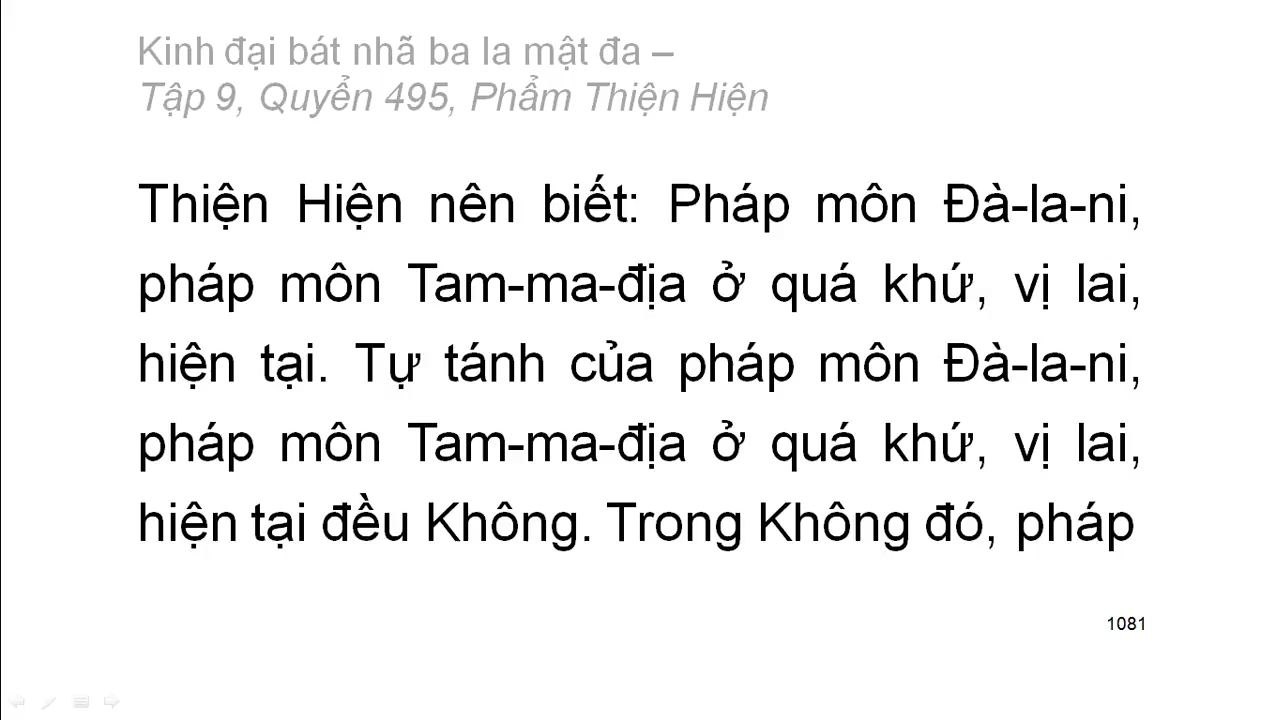 Kinh đại bát nhã ba la mật đa –
Tập 9, Quyển 495, Phẩm Thiện Hiện
Thiện Hiện nên biết: Pháp môn Đà-la-ni,
pháp môn Tam-ma-địa ở quá khứ, vị lai,
hiện tại. Tự tánh của pháp môn Đà-la-ni,
pháp môn Tam-ma-địa ở quá khứ, vị lai,
hiện tại đều Không. Trong Không đó, pháp
1081